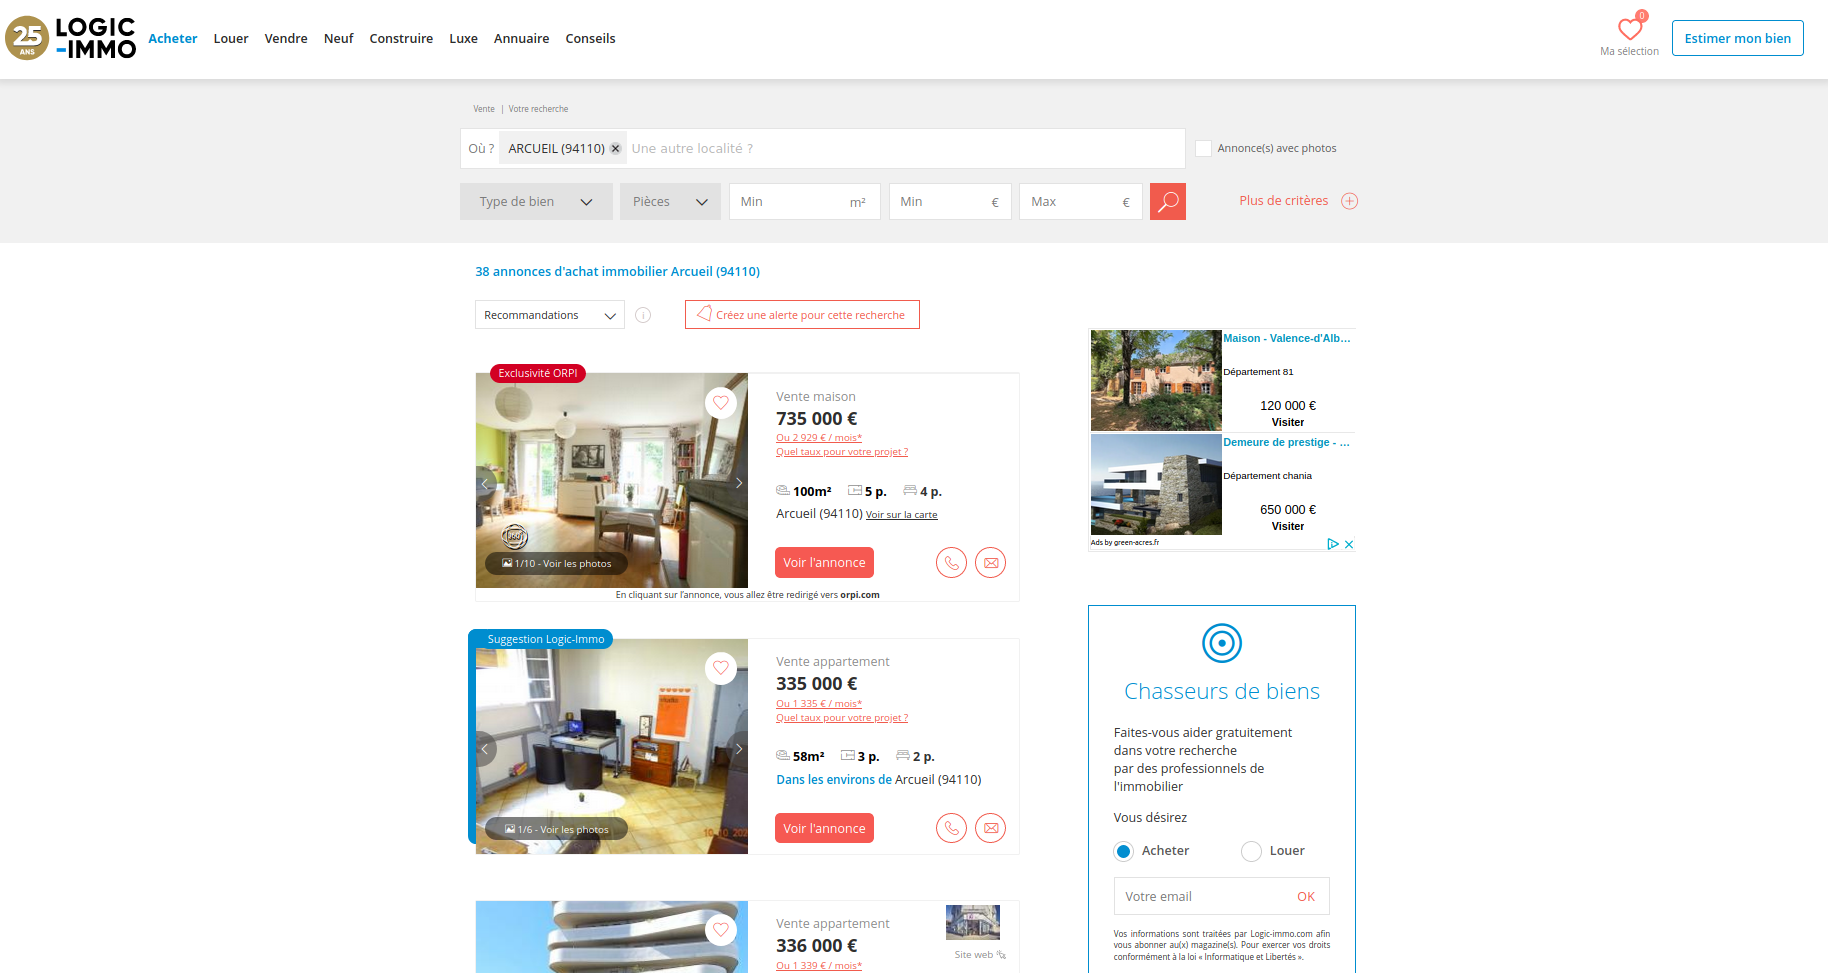 25 ANS LOGIC -IMMO
Acheter Louer Vendre Neuf Construire Luxe Annuaire Conseils
0
Ma sélection
Estimer mon bien
Vente | Votre recherche
Où ? ARCUEIL (94110) Une autre localité ?
Annonce(s) avec photos
Type de bien Pièces Min m² Min € Max €
Plus de critères
38 annonces d'achat immobilier Arcueil (94110)
Recommandations
i
Créez une alerte pour cette recherche
Exclusivité ORPI
Vente maison
735 000 €
Ou 2 929 € / mois*
Quel taux pour votre projet ?
100m² 5 p. 4 p.
Arcueil (94110) Voir sur la carte
360
1/10 - Voir les photos
Voir l'annonce
En cliquant sur l'annonce, vous allez être redirigé vers orpi.com
Suggestion Logic-Immo
Vente appartement
335 000 €
Ou 1 335 € / mois*
Quel taux pour votre projet ?
58m² 3 p. 2 p.
Dans les environs de Arcueil (94110)
1/6 - Voir les photos
Voir l'annonce
Vente appartement
336 000 €
Ou 1 339 € / mois*
Site web
Maison - Valence-d'Alb...
Département 81
120 000 €
Visiter
Demeure de prestige - ...
Département chania
650 000 €
Visiter
Ads by green-acres.fr
Chasseurs de biens
Faites-vous aider gratuitement
dans votre recherche
par des professionnels de
l'immobilier
Vous désirez
Acheter Louer
Votre email OK
Vos informations sont traitées par Logic-immo.com afin
vous abonner au(x) magazine(s). Pour exercer vos droits
conformément à la loi « Informatique et Libertés ».